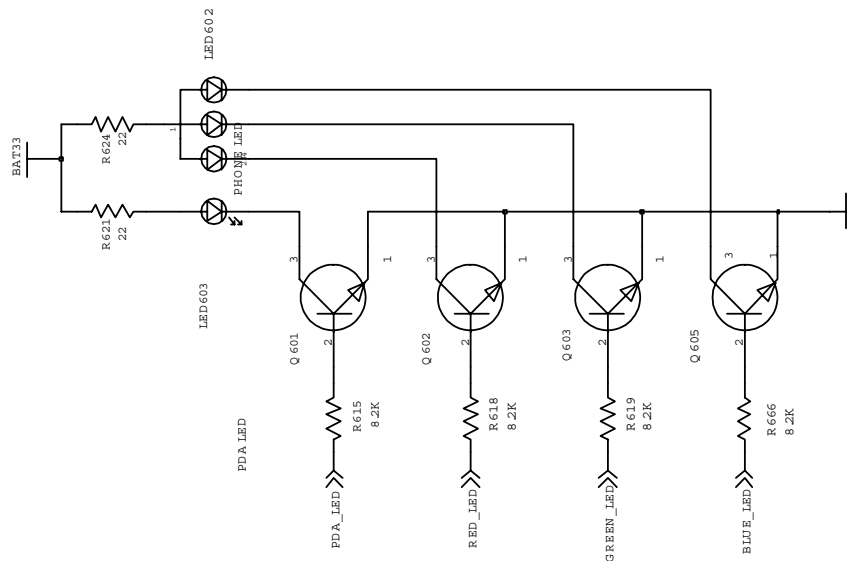 LED602
BAT33
R624
22
1
PHONE LED
R621
22
LED603
PDA LED
3
1
3
1
3
1
3
1
Q601
2
Q602
2
Q603
2
Q605
2
R615
8.2K
R618
8.2K
R619
8.2K
R666
8.2K
PDA_LED
RED_LED
GREEN_LED
BLUE_LED